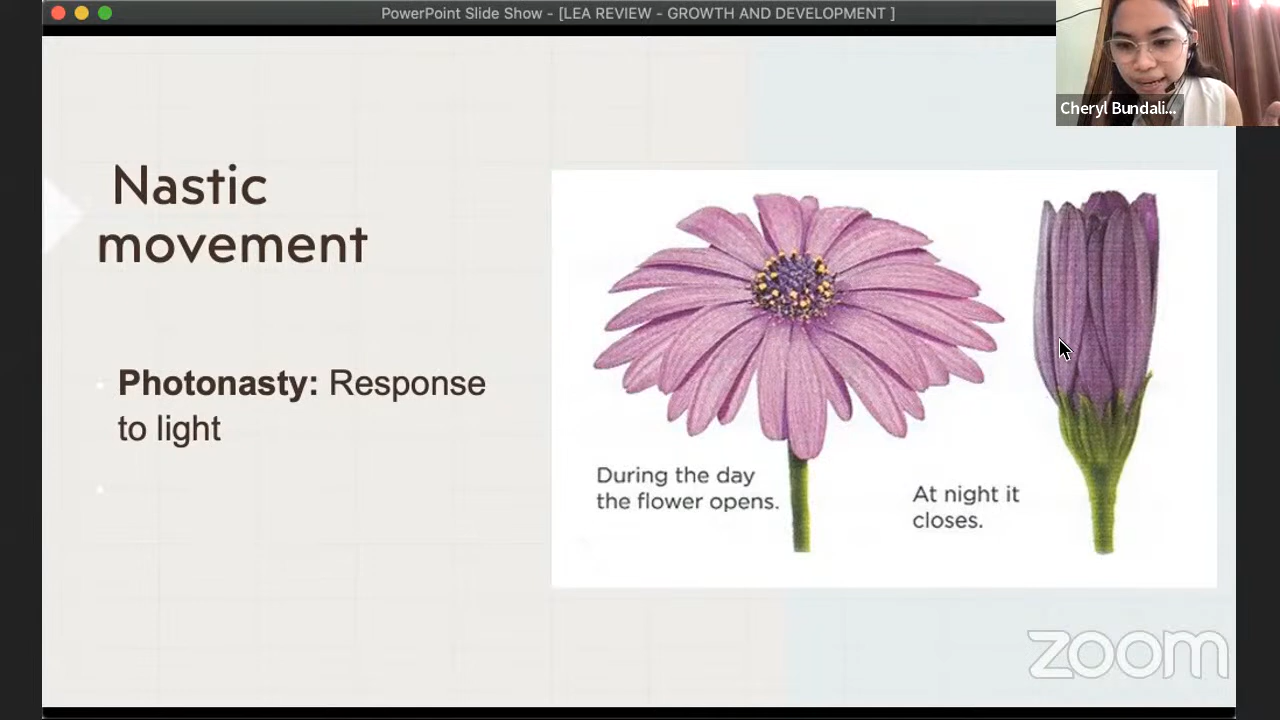 PowerPoint Slide Show - [LEA REVIEW - GROWTH AND DEVELOPMENT ]
Cheryl Bundali...
Nastic
movement
Photonasty: Response
to light
During the day
the flower opens.
At night it
closes.
zoom